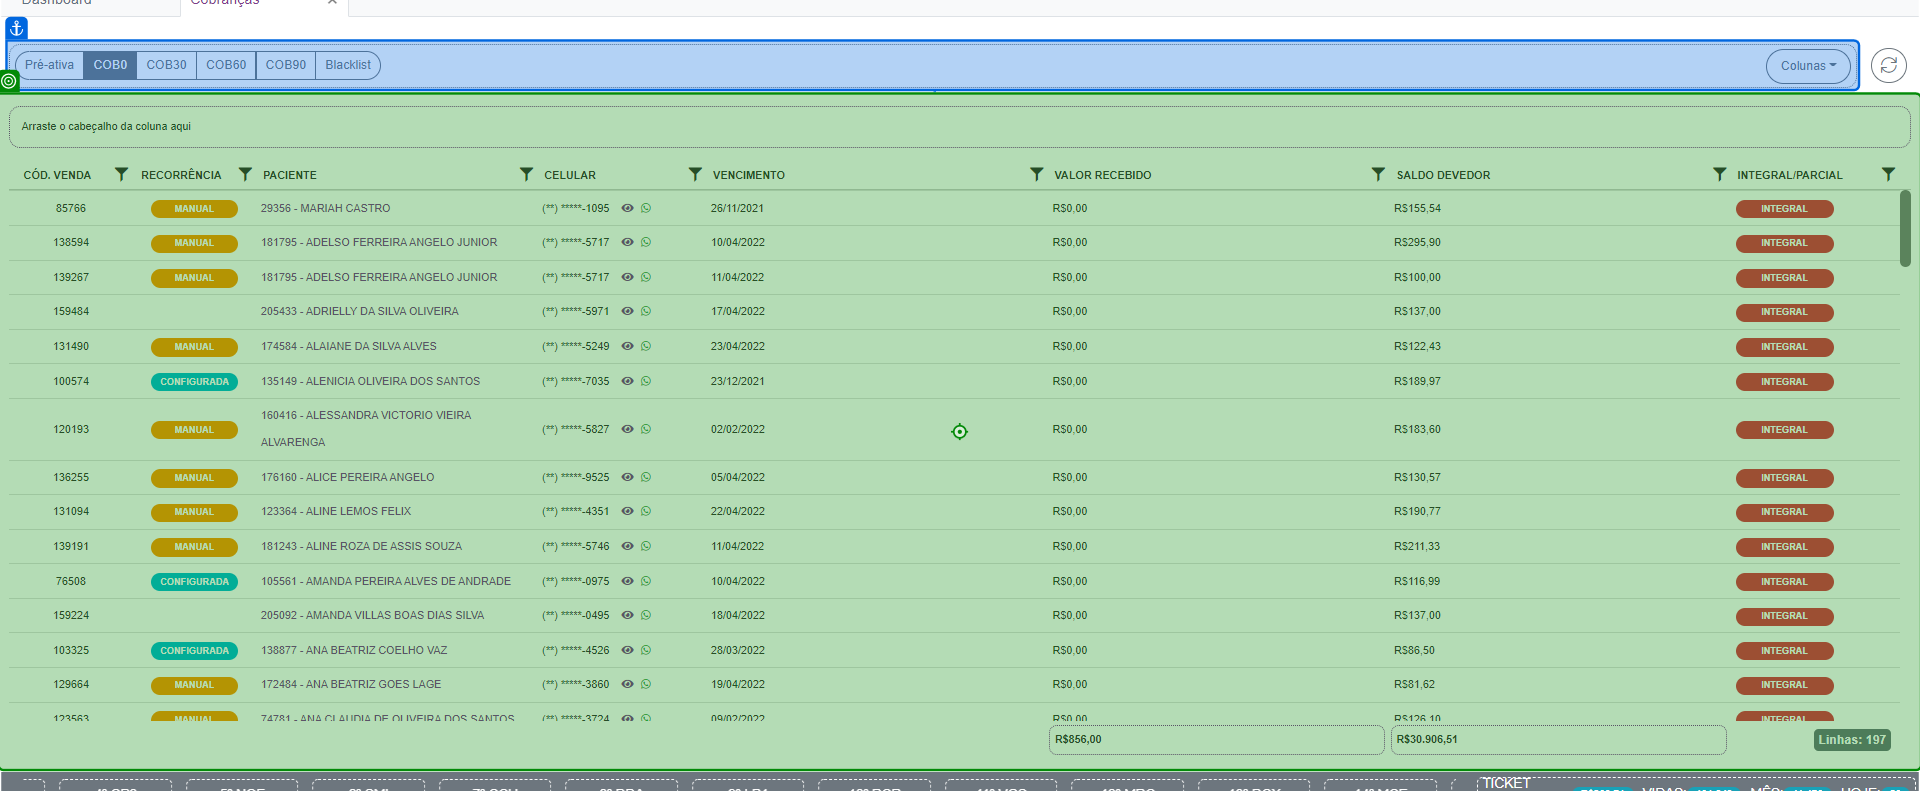 Dashboard
Cobranças
Pré-ativa COB0 COB30 COB60 COB90 Blacklist Colunas
Arraste o cabeçalho da coluna aqui
CÓD. VENDA RECORRÊNCIA PACIENTE CELULAR VENCIMENTO VALOR RECEBIDO SALDO DEVEDOR INTEGRAL/PARCIAL
85766 MANUAL 29356 - MARIAH CASTRO (**) *****-1095 26/11/2021 R$0,00 R$155,54 INTEGRAL
138594 MANUAL 181795 - ADELSO FERREIRA ANGELO JUNIOR (**) *****-5717 10/04/2022 R$0,00 R$295,90 INTEGRAL
139267 MANUAL 181795 - ADELSO FERREIRA ANGELO JUNIOR (**) *****-5717 11/04/2022 R$0,00 R$100,00 INTEGRAL
159484 205433 - ADRIELLY DA SILVA OLIVEIRA (**) *****-5971 17/04/2022 R$0,00 R$137,00 INTEGRAL
131490 MANUAL 174584 - ALAIANE DA SILVA ALVES (**) *****-5249 23/04/2022 R$0,00 R$122,43 INTEGRAL
100574 CONFIGURADA 135149 - ALENICIA OLIVEIRA DOS SANTOS (**) *****-7035 23/12/2021 R$0,00 R$189,97 INTEGRAL
120193 MANUAL 160416 - ALESSANDRA VICTORIO VIEIRA (**) *****-5827 02/02/2022 R$0,00 R$183,60 INTEGRAL
ALVARENGA
136255 MANUAL 176160 - ALICE PEREIRA ANGELO (**) *****-9525 05/04/2022 R$0,00 R$130,57 INTEGRAL
131094 MANUAL 123364 - ALINE LEMOS FELIX (**) *****-4351 22/04/2022 R$0,00 R$190,77 INTEGRAL
139191 MANUAL 181243 - ALINE ROZA DE ASSIS SOUZA (**) *****-5746 11/04/2022 R$0,00 R$211,33 INTEGRAL
76508 CONFIGURADA 105561 - AMANDA PEREIRA ALVES DE ANDRADE (**) *****-0975 10/04/2022 R$0,00 R$116,99 INTEGRAL
159224 205092 - AMANDA VILLAS BOAS DIAS SILVA (**) *****-0495 18/04/2022 R$0,00 R$137,00 INTEGRAL
103325 CONFIGURADA 138877 - ANA BEATRIZ COELHO VAZ (**) *****-4526 28/03/2022 R$0,00 R$86,50 INTEGRAL
129664 MANUAL 172484 - ANA BEATRIZ GOES LAGE (**) *****-3860 19/04/2022 R$0,00 R$81,62 INTEGRAL
123563 MANUAL 74781 - ANA CLAUDIA DE OLIVEIRA DOS SANTOS (**) *****-3724 09/02/2022 R$0,00 R$126,10 INTEGRAL
R$856,00 R$30.906,51 Linhas: 197
TICKET
VIDAS: MÊS: HOJE: